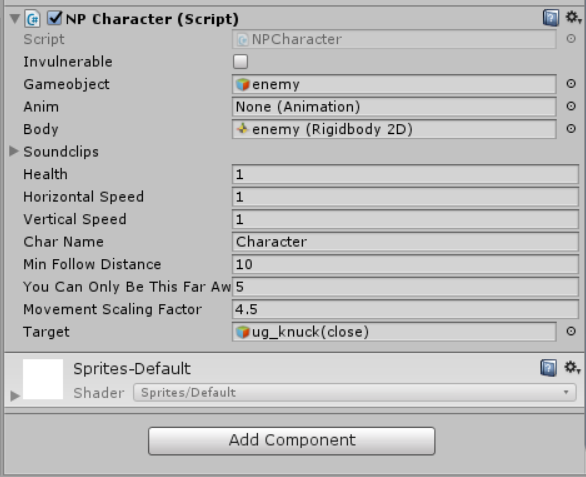 NP Character (Script)
Script NPCharacter
Invulnerable
Gameobject enemy
Anim None (Animation)
Body enemy (Rigidbody 2D)
Soundclips
Health 1
Horizontal Speed 1
Vertical Speed 1
Char Name Character
Min Follow Distance 10
You Can Only Be This Far Aw 5
Movement Scaling Factor 4.5
Target ug_knuck(close)
Sprites-Default
Shader Sprites/Default
Add Component